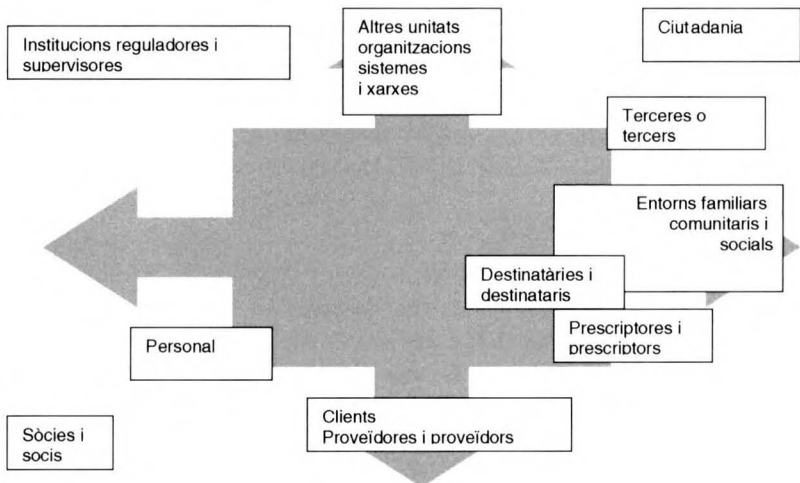 Institucions reguladores i
supervisores
Altres unitats
organitzacions
sistemes
i xarxes
Ciutadania
Terceres o
tercers
Entorns familiars
comunitaris i
socials
Destinatàries i
destinataris
Prescriptores i
prescriptors
Personal
Clients
Proveïdores i proveïdors
Sòcies i
socis